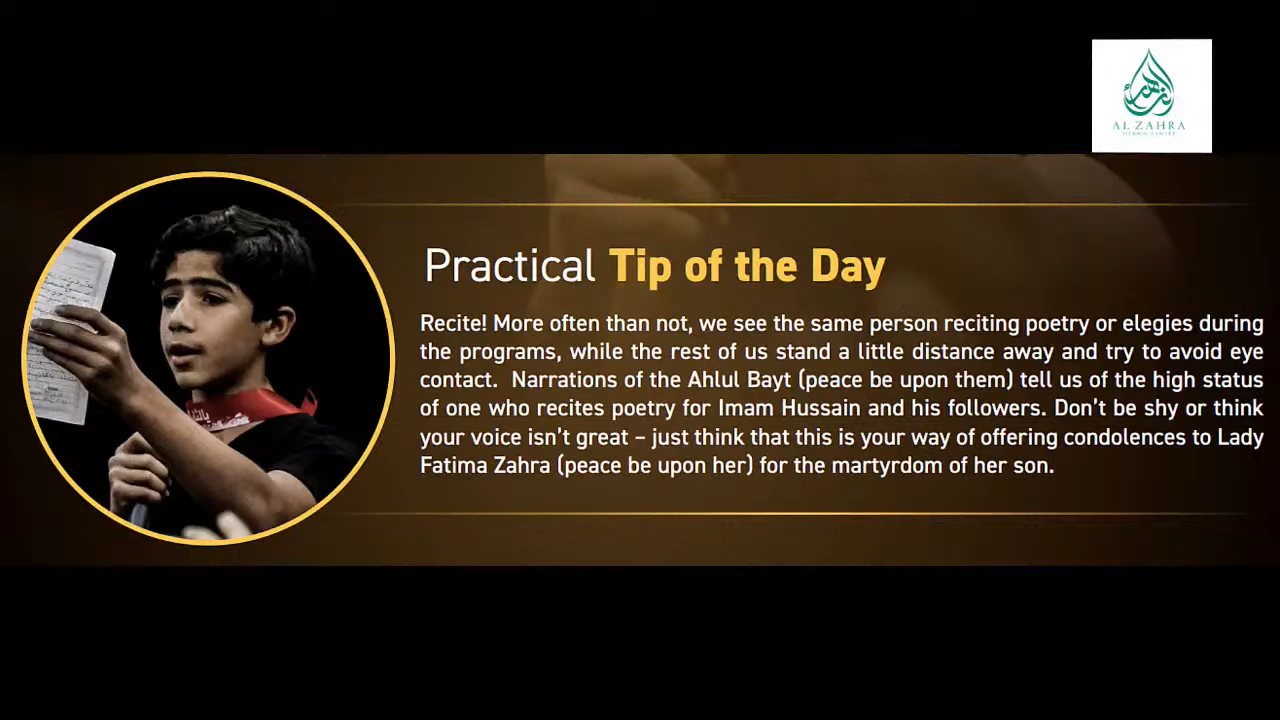 AL ZAHRA
ISLAMIC CENTRE
Practical Tip of the Day
Recite! More often than not, we see the same person reciting poetry or elegies during
the programs, while the rest of us stand a little distance away and try to avoid eye
contact.  Narrations of the Ahlul Bayt (peace be upon them) tell us of the high status
of one who recites poetry for Imam Hussain and his followers. Don’t be shy or think
your voice isn’t great – just think that this is your way of offering condolences to Lady
Fatima Zahra (peace be upon her) for the martyrdom of her son.